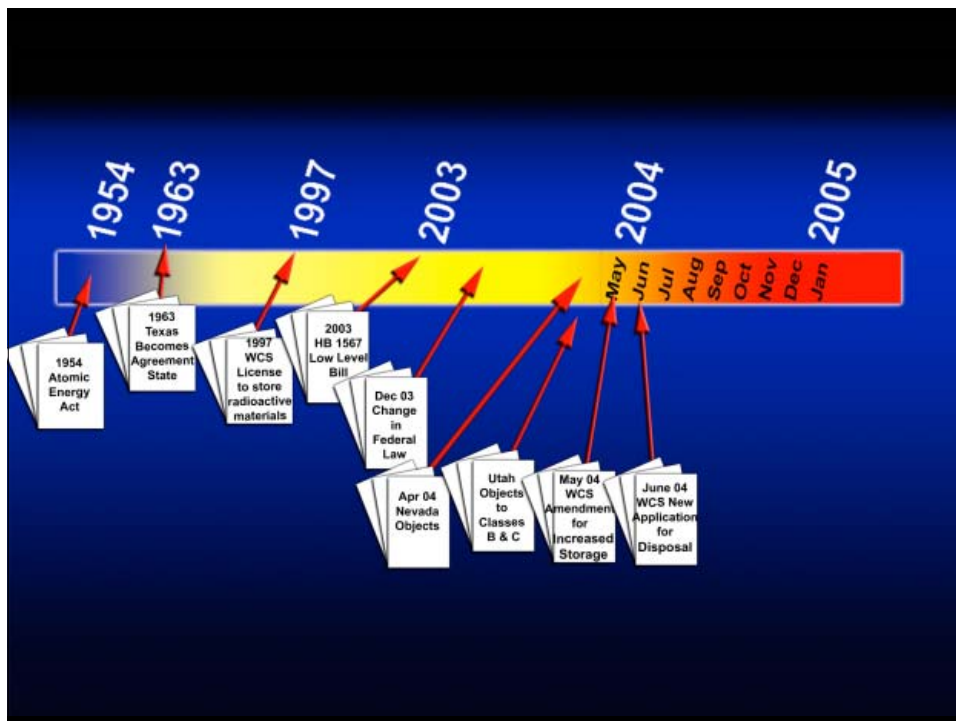 1954
1963
1997
2003
2004
2005
May
Jun
Jul
Aug
Sep
Oct
Nov
Dec
Jan
1954
Atomic
Energy
Act
1963
Texas
Becomes
Agreement
State
1997
WCS
License
to store
radioactive
materials
2003
HB 1567
Low Level
Bill
Dec 03
Change
in
Federal
Law
Apr 04
Nevada
Objects
Utah
Objects
to
Classes
B & C
May 04
WCS
Amendment
for
Increased
Storage
June 04
WCS New
Application
for
Disposal